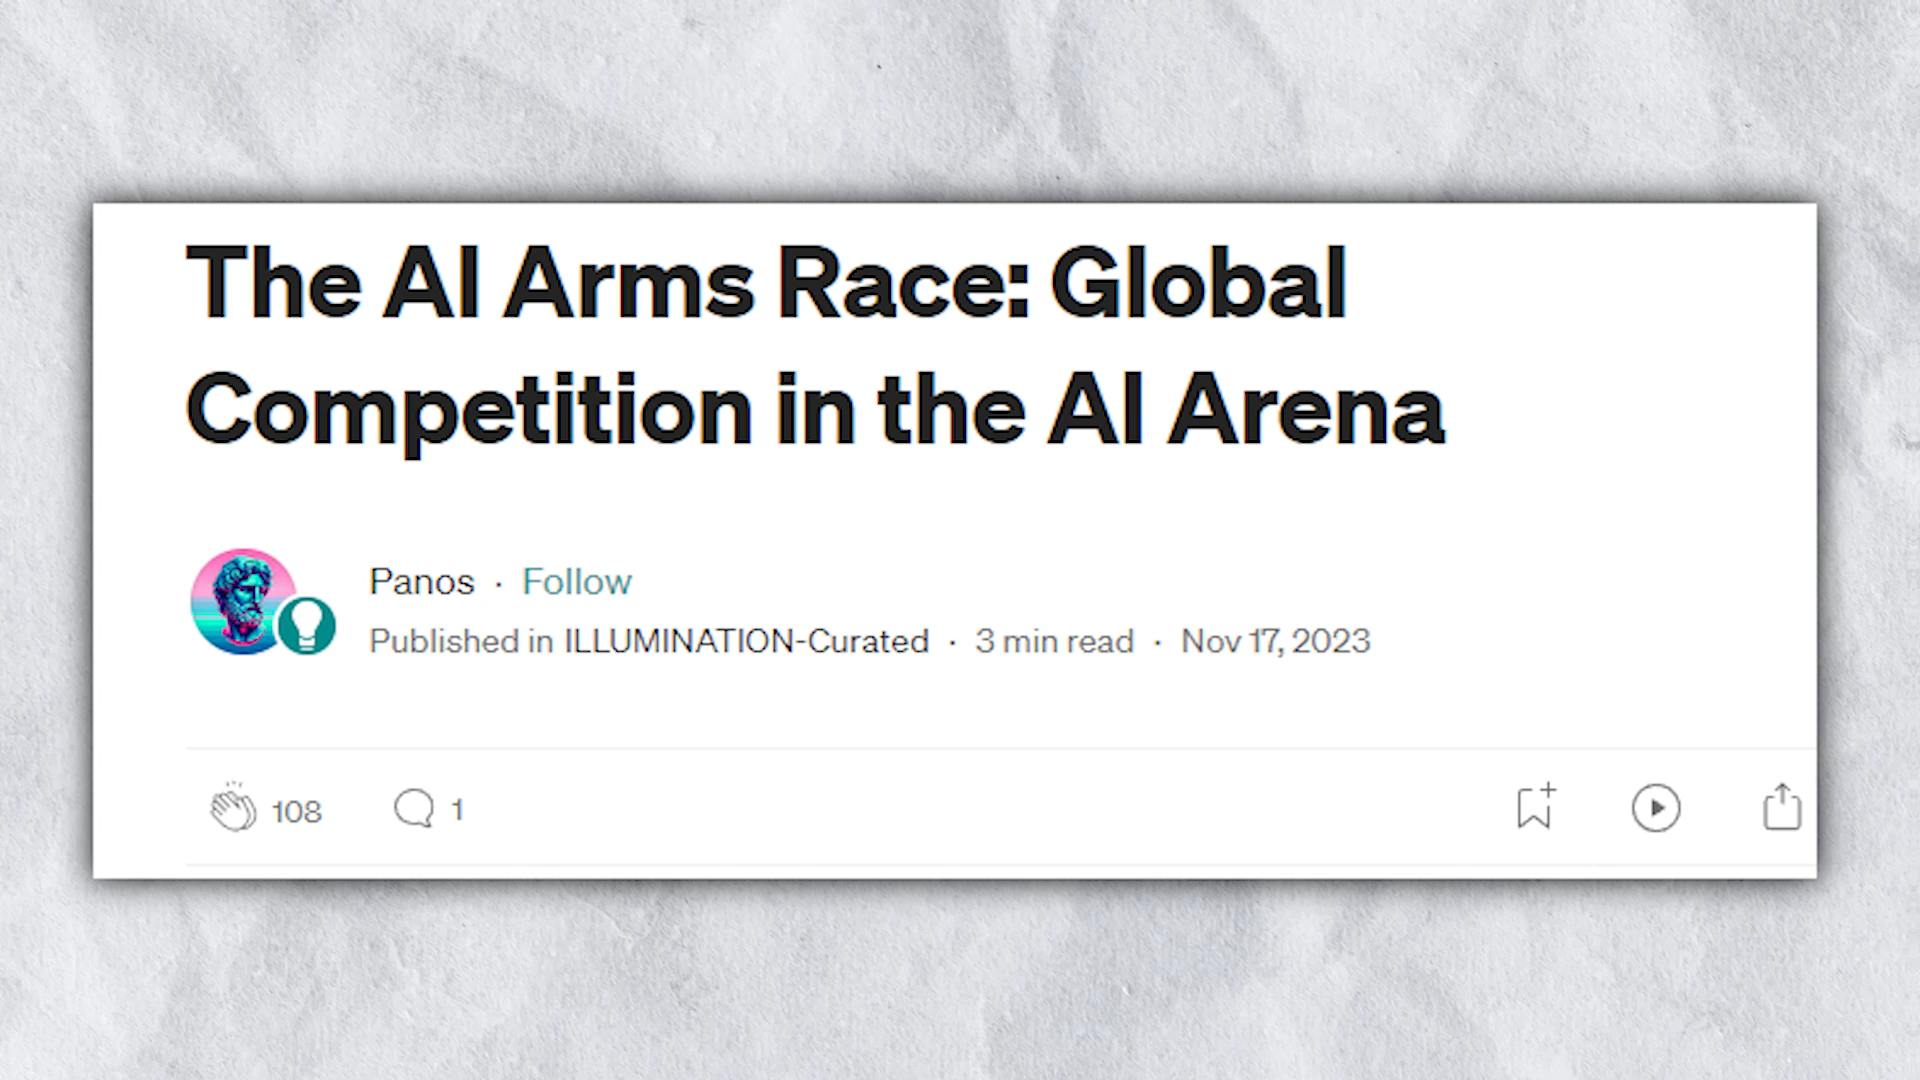 The AI Arms Race: Global
Competition in the AI Arena
Panos · Follow
Published in ILLUMINATION-Curated · 3 min read · Nov 17, 2023
108 1